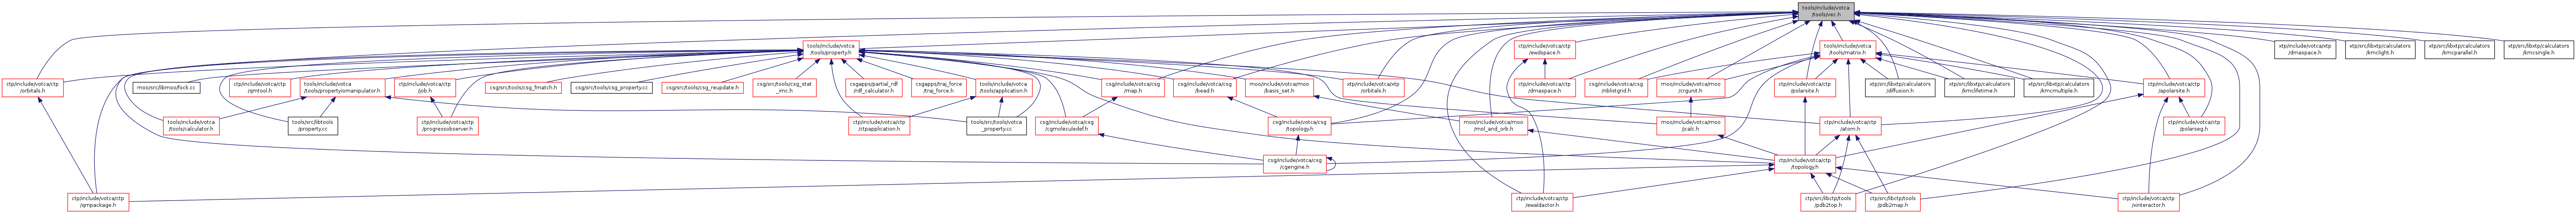 tools/include/votca
/tools/vec.h
tools/include/votca
/tools/property.h
ctp/include/votca/ctp
/ewdspace.h
tools/include/votca
/tools/matrix.h
xtp/include/votca/xtp
/dmaspace.h
xtp/src/libxtp/calculators
/kmclight.h
xtp/src/libxtp/calculators
/kmcparallel.h
xtp/src/libxtp/calculators
/kmcsingle.h
ctp/include/votca/ctp
/orbitals.h
moo/src/libmoo/fock.cc
ctp/include/votca/ctp
/qmtool.h
tools/include/votca
/tools/propertyiomanipulator.h
ctp/include/votca/ctp
/job.h
csg/src/tools/csg_fmatch.h
csg/src/tools/csg_property.cc
csg/src/tools/csg_reupdate.h
csg/src/tools/csg_stat
_imc.h
csgapps/partial_rdf
/rdf_calculator.h
csgapps/traj_force
/traj_force.h
tools/include/votca
/tools/application.h
csg/include/votca/csg
/map.h
csg/include/votca/csg
/bead.h
moo/include/votca/moo
/basis_set.h
xtp/include/votca/xtp
/orbitals.h
ctp/include/votca/ctp
/dmaspace.h
csg/include/votca/csg
/nblistgrid.h
moo/include/votca/moo
/crgunit.h
ctp/include/votca/ctp
/polarsite.h
xtp/src/libxtp/calculators
/diffusion.h
xtp/src/libxtp/calculators
/kmclifetime.h
xtp/src/libxtp/calculators
/kmcmultiple.h
ctp/include/votca/ctp
/apolarsite.h
tools/include/votca
/tools/calculator.h
tools/src/libtools
/property.cc
ctp/include/votca/ctp
/progressobserver.h
ctp/include/votca/ctp
/ctpapplication.h
tools/src/tools/votca
_property.cc
csg/include/votca/csg
/cgmoleculedef.h
csg/include/votca/csg
/topology.h
moo/include/votca/moo
/mol_and_orb.h
moo/include/votca/moo
/jcalc.h
ctp/include/votca/ctp
/atom.h
ctp/include/votca/ctp
/polarseg.h
csg/include/votca/csg
/cgengine.h
ctp/include/votca/ctp
/topology.h
ctp/include/votca/ctp
/qmpackage.h
ctp/include/votca/ctp
/ewaldactor.h
ctp/src/libctp/tools
/pdb2top.h
ctp/src/libctp/tools
/pdb2map.h
ctp/include/votca/ctp
/xinteractor.h